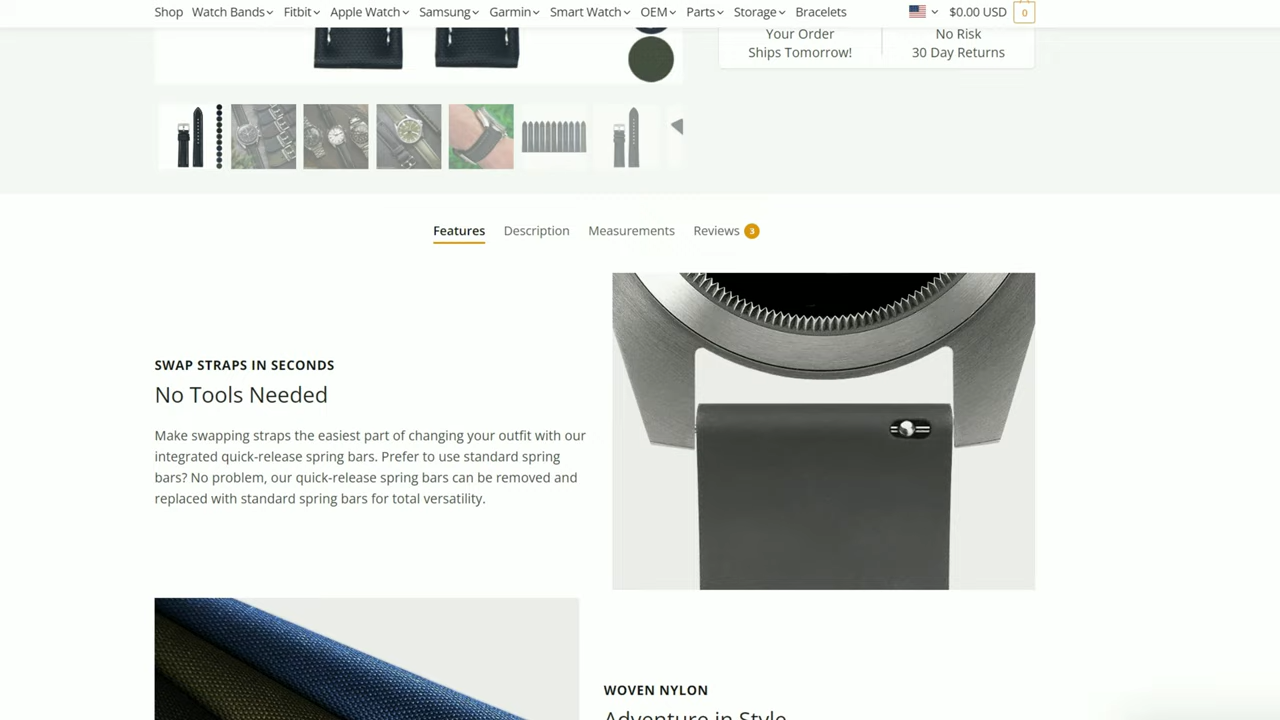 Shop Watch Bands Fitbit Apple Watch Samsung Garmin Smart Watch OEM Parts Storage Bracelets $0.00 USD 0
Your Order
Ships Tomorrow!
No Risk
30 Day Returns
Features Description Measurements Reviews 3
SWAP STRAPS IN SECONDS
No Tools Needed
Make swapping straps the easiest part of changing your outfit with our
integrated quick-release spring bars. Prefer to use standard spring
bars? No problem, our quick-release spring bars can be removed and
replaced with standard spring bars for total versatility.
WOVEN NYLON
Adventure in Style